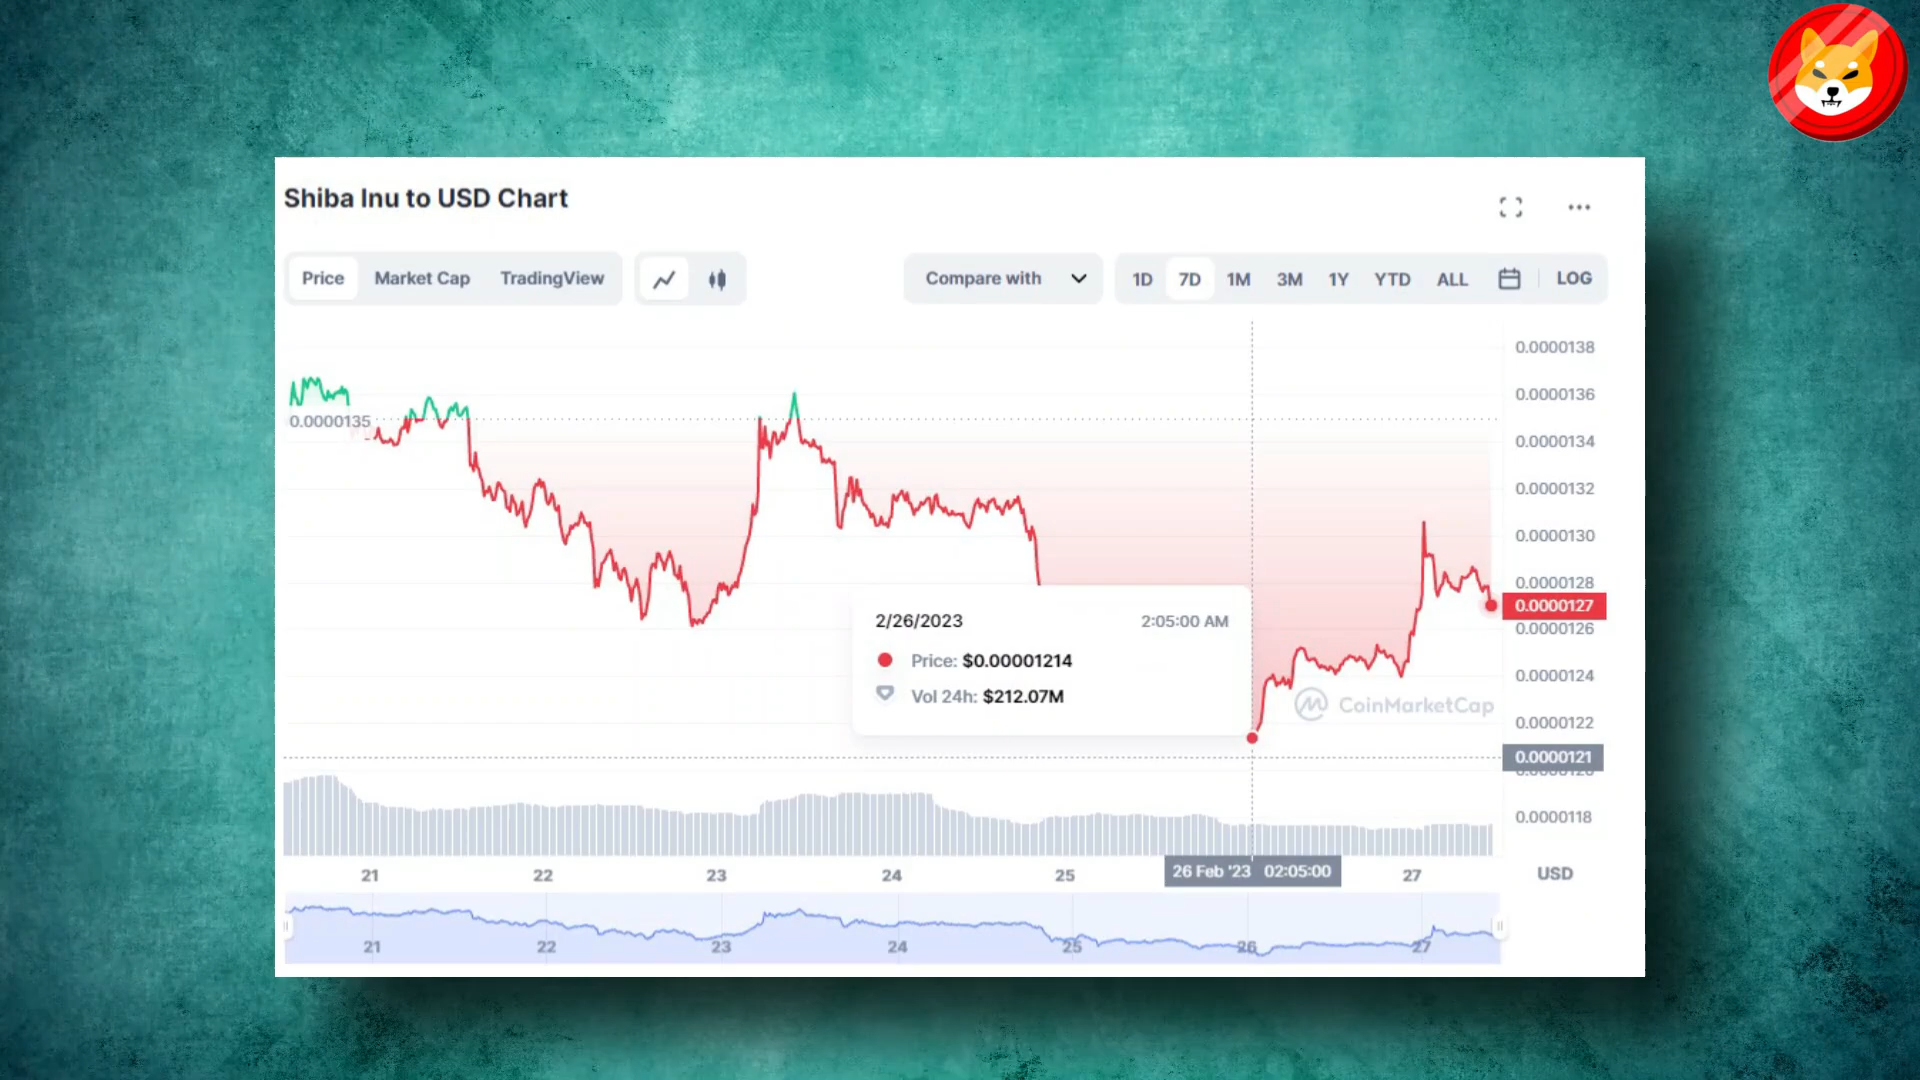 Shiba Inu to USD Chart
Price Market Cap TradingView Compare with 1D 7D 1M 3M 1Y YTD ALL LOG
0.0000138
0.0000136
0.0000135
0.0000134
0.0000132
0.0000130
0.0000128
0.0000127
0.0000126
2/26/2023 2:05:00 AM
Price: $0.00001214
Vol 24h: $212.07M
0.0000124
CoinMarketCap
0.0000122
0.0000121
0.0000118
21 22 23 24 25 26 Feb '23 02:05:00 27 USD
21 22 23 24 25 26 27